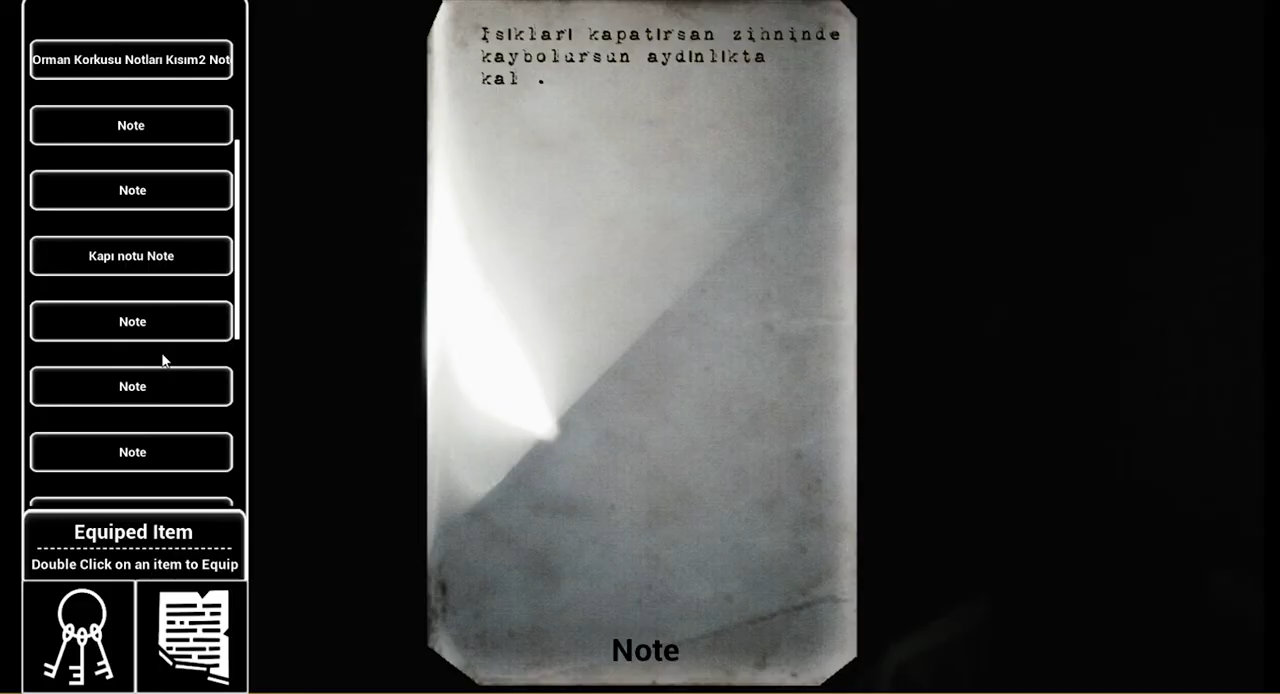 Orman Korkusu Notları Kısım2 Not
Note
Note
Kapı notu Note
Note
Note
Note
Equiped Item
Double Click on an item to Equip
Işıkları kapatırsan zihninde
kaybolursun aydınlıkta
kal .
Note